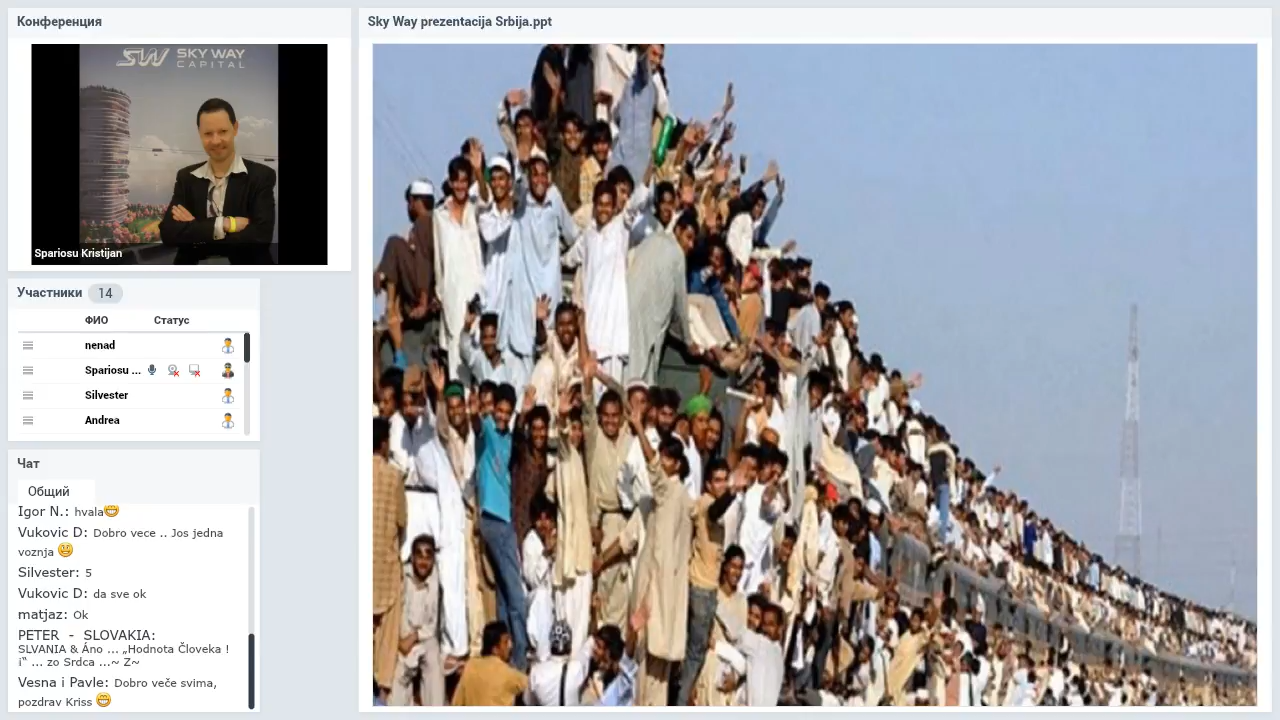 Конференция
SKY WAY
CAPITAL
Spariosu Kristijan
Участники 14
ФИО Статус
nenad
Spariosu ...
Silvester
Andrea
Чат
Общий
Igor N.: hvala
Vukovic D: Dobro vece .. Jos jedna
voznja
Silvester: 5
Vukovic D: da sve ok
matjaz: Ok
PETER - SLOVAKIA:
SLVANIA & Áno ... „Hodnota Človeka !
i“ ... zo Srdca ...~ Z~
Vesna i Pavle: Dobro veče svima,
pozdrav Kriss
Sky Way prezentacija Srbija.ppt